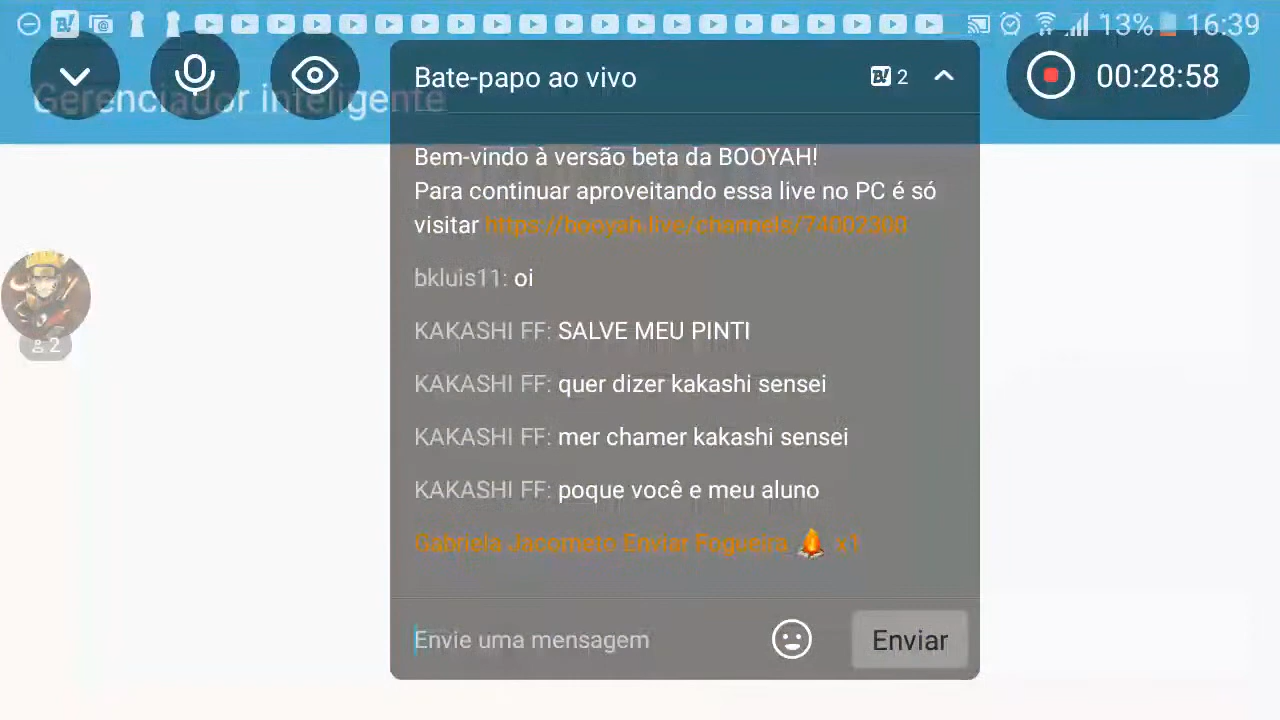 13% 16:39
Gerenciador inteligente
Bate-papo ao vivo
B! 2
00:28:58
Bem-vindo à versão beta da BOOYAH!
Para continuar aproveitando essa live no PC é só
visitar https://booyah.live/channels/74002300
bkluis11: oi
KAKASHI FF: SALVE MEU PINTI
KAKASHI FF: quer dizer kakashi sensei
KAKASHI FF: mer chamer kakashi sensei
KAKASHI FF: poque você e meu aluno
Gabriela Jacometo Enviar Fogueira x1
2
Envie uma mensagem
Enviar